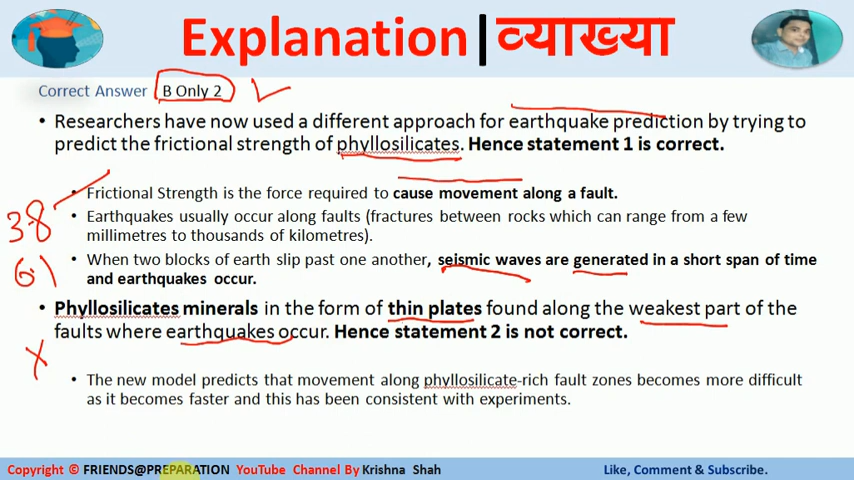 Explanation|व्याख्या
Correct Answer B Only 2
• Researchers have now used a different approach for earthquake prediction by trying to
predict the frictional strength of phyllosilicates. Hence statement 1 is correct.
• Frictional Strength is the force required to cause movement along a fault.
• Earthquakes usually occur along faults (fractures between rocks which can range from a few
millimetres to thousands of kilometres).
• When two blocks of earth slip past one another, seismic waves are generated in a short span of time
and earthquakes occur.
38
61
• Phyllosilicates minerals in the form of thin plates found along the weakest part of the
faults where earthquakes occur. Hence statement 2 is not correct.
X
• The new model predicts that movement along phyllosilicate-rich fault zones becomes more difficult
as it becomes faster and this has been consistent with experiments.
Copyright © FRIENDS@PREPARATION YouTube Channel By Krishna Shah Like, Comment & Subscribe.